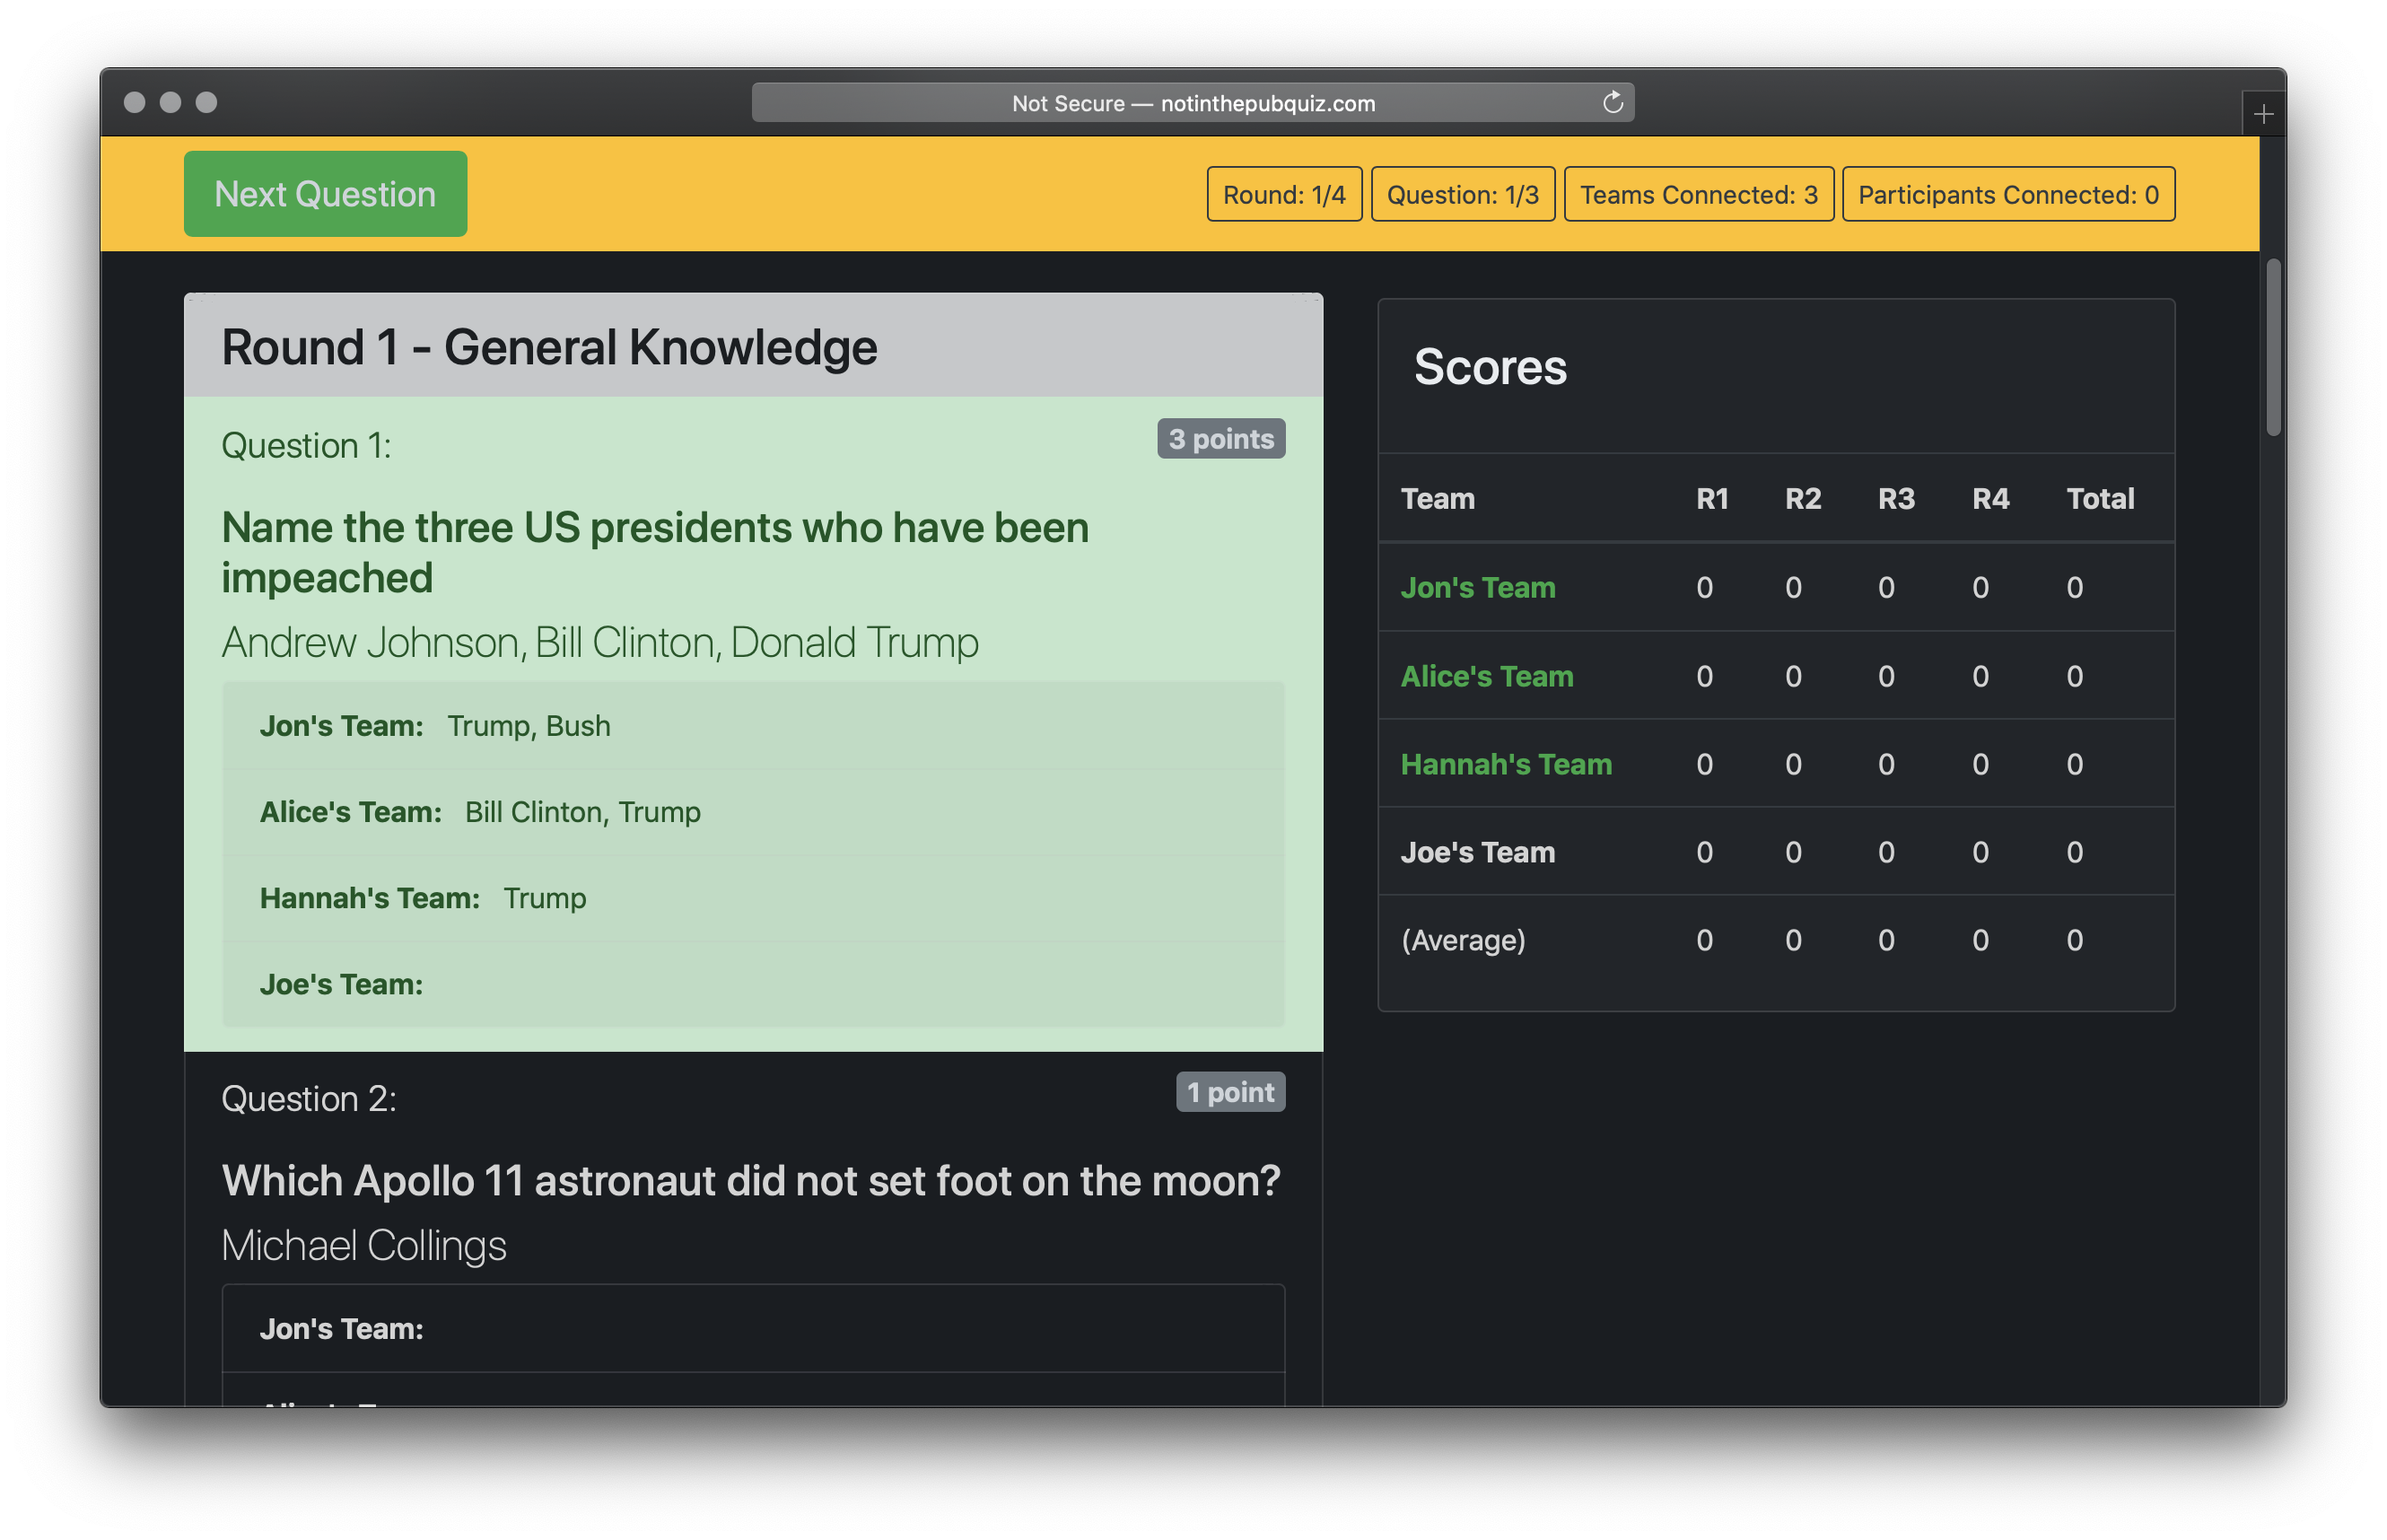 Not Secure — notinthepubquiz.com
Next Question
Round: 1/4
Question: 1/3
Teams Connected: 3
Participants Connected: 0
Round 1 - General Knowledge
Question 1:
3 points
Name the three US presidents who have been
impeached
Andrew Johnson, Bill Clinton, Donald Trump
Jon's Team: Trump, Bush
Alice's Team: Bill Clinton, Trump
Hannah's Team: Trump
Joe's Team:
Question 2:
1 point
Which Apollo 11 astronaut did not set foot on the moon?
Michael Collings
Jon's Team:
Scores
Team R1 R2 R3 R4 Total
Jon's Team 0 0 0 0 0
Alice's Team 0 0 0 0 0
Hannah's Team 0 0 0 0 0
Joe's Team 0 0 0 0 0
(Average) 0 0 0 0 0